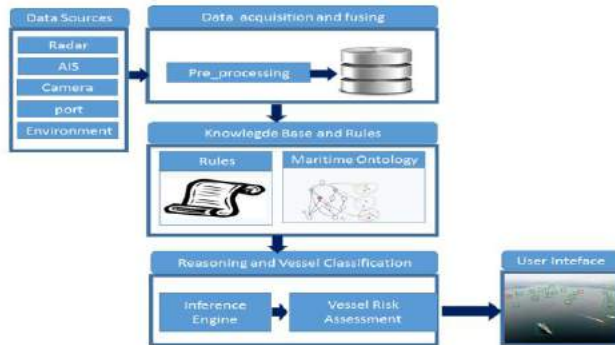 Data Sources
Radar
AIS
Camera
port
Environment
Data acquisition and fusing
Pre_processing
Knowlegde Base and Rules
Rules
Maritime Ontology
Reasoning and Vessel Classification
Inference
Engine
Vessel Risk
Assessment
User Inteface